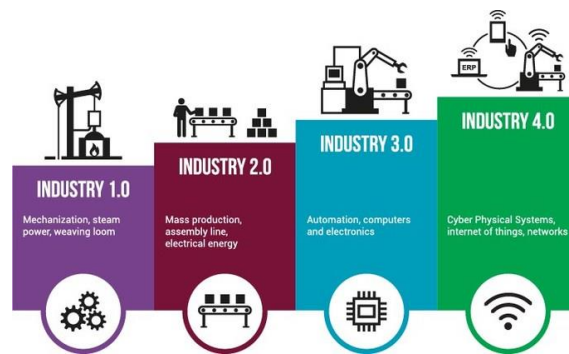 ERP
INDUSTRY 1.0
Mechanization, steam
power, weaving loom
INDUSTRY 2.0
Mass production,
assembly line,
electrical energy
INDUSTRY 3.0
Automation, computers
and electronics
INDUSTRY 4.0
Cyber Physical Systems,
internet of things, networks